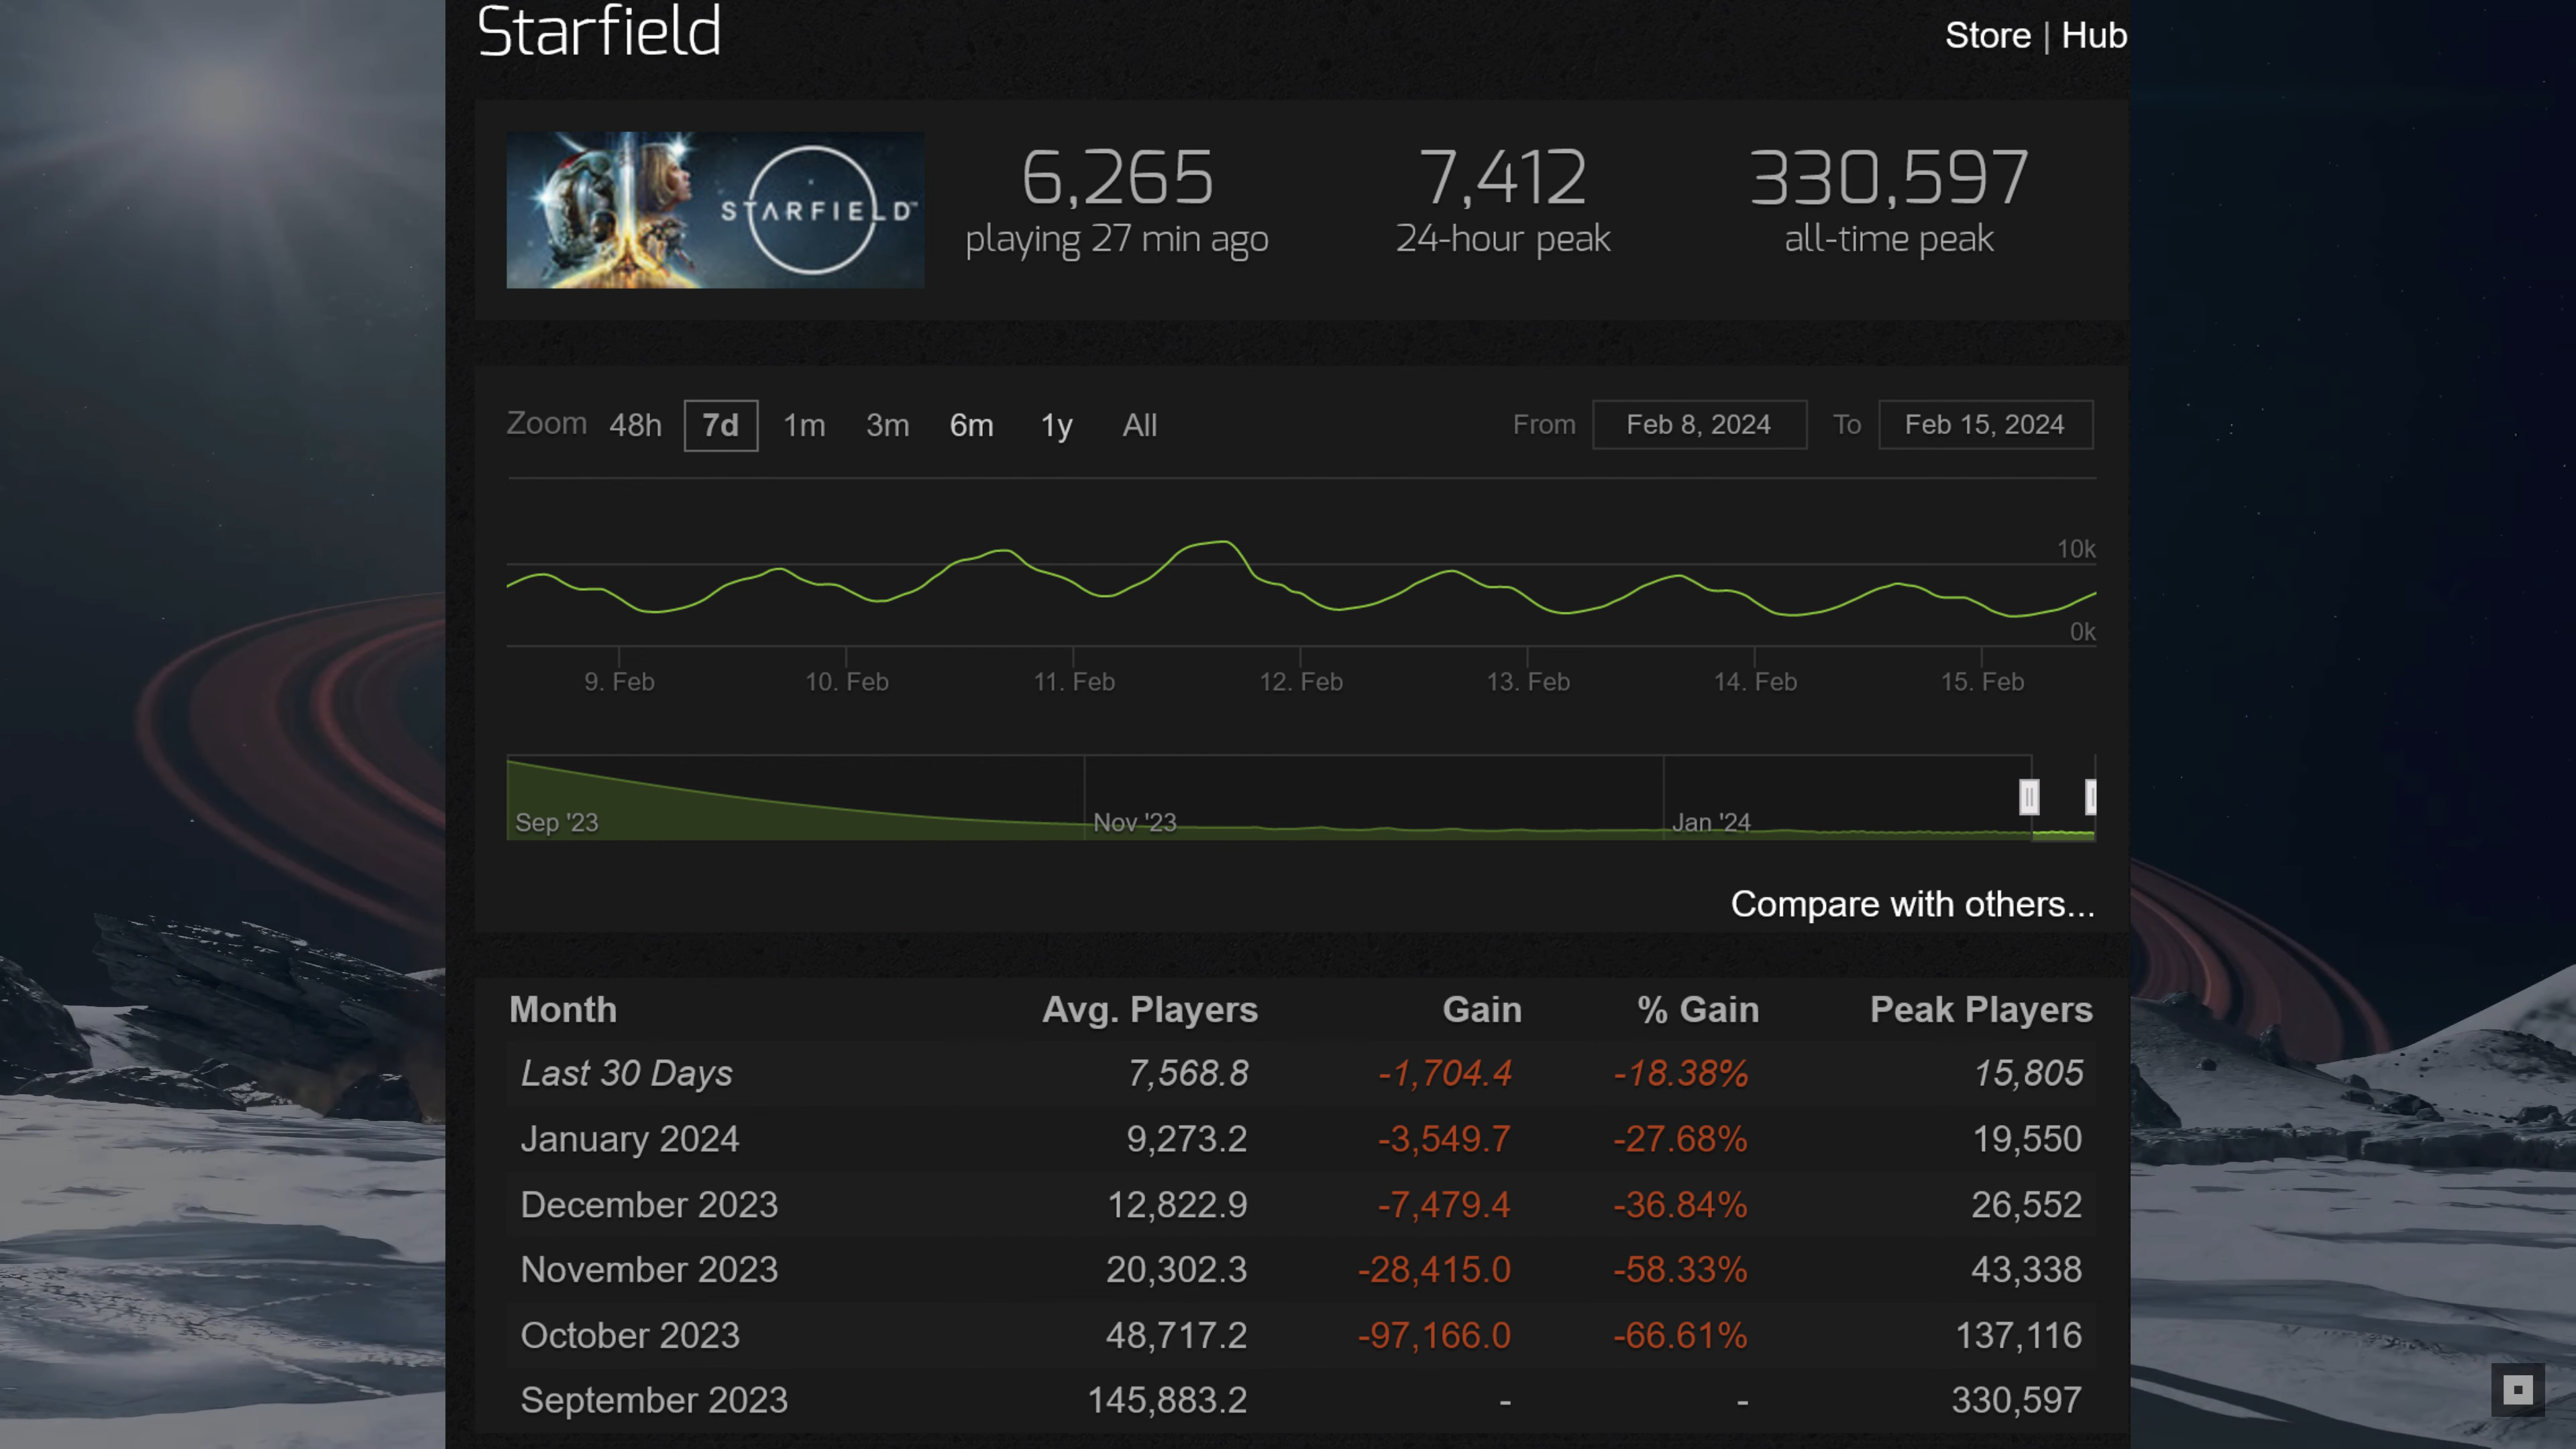 Starfield
Store | Hub
STARFIELD™
6,265
playing 27 min ago
7,412
24-hour peak
330,597
all-time peak
Zoom 48h 7d 1m 3m 6m 1y All
From Feb 8, 2024 To Feb 15, 2024
10k
0k
9. Feb 10. Feb 11. Feb 12. Feb 13. Feb 14. Feb 15. Feb
Sep '23 Nov '23 Jan '24
Compare with others...
Month Avg. Players Gain % Gain Peak Players
Last 30 Days 7,568.8 -1,704.4 -18.38% 15,805
January 2024 9,273.2 -3,549.7 -27.68% 19,550
December 2023 12,822.9 -7,479.4 -36.84% 26,552
November 2023 20,302.3 -28,415.0 -58.33% 43,338
October 2023 48,717.2 -97,166.0 -66.61% 137,116
September 2023 145,883.2 - - 330,597